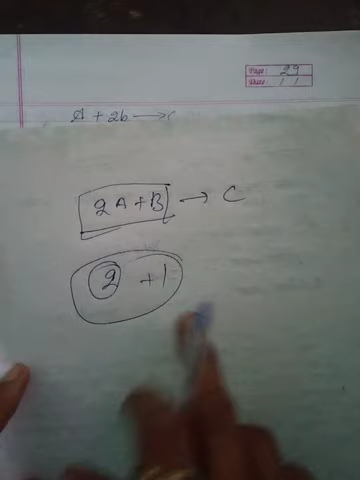 Page: 29
Date: / /
A + 2b → c
2A + B → C
2 + 1